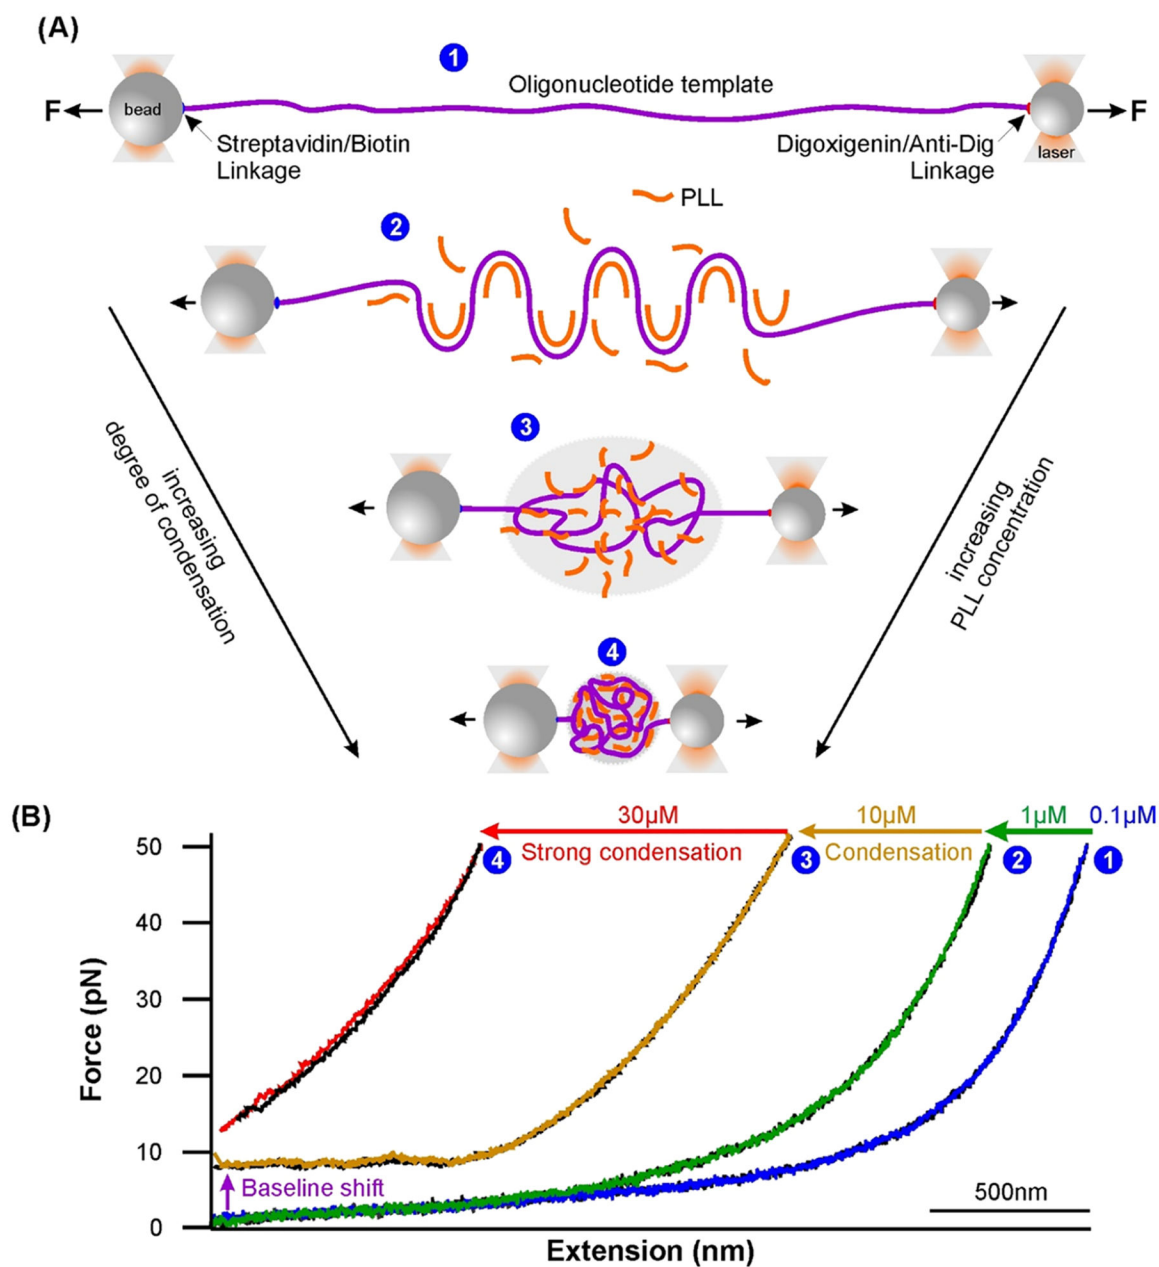 (A)
1
Oligonucleotide template
F
bead
F
Streptavidin/Biotin
Linkage
Digoxigenin/Anti-Dig
Linkage
laser
PLL
2
3
increasing
degree of condensation
increasing
PLL concentration
4
(B)
30µM
10µM
1µM
0.1µM
4
Strong condensation
3
Condensation
2
1
50
40
30
20
10
0
Force (pN)
Baseline shift
500nm
Extension (nm)